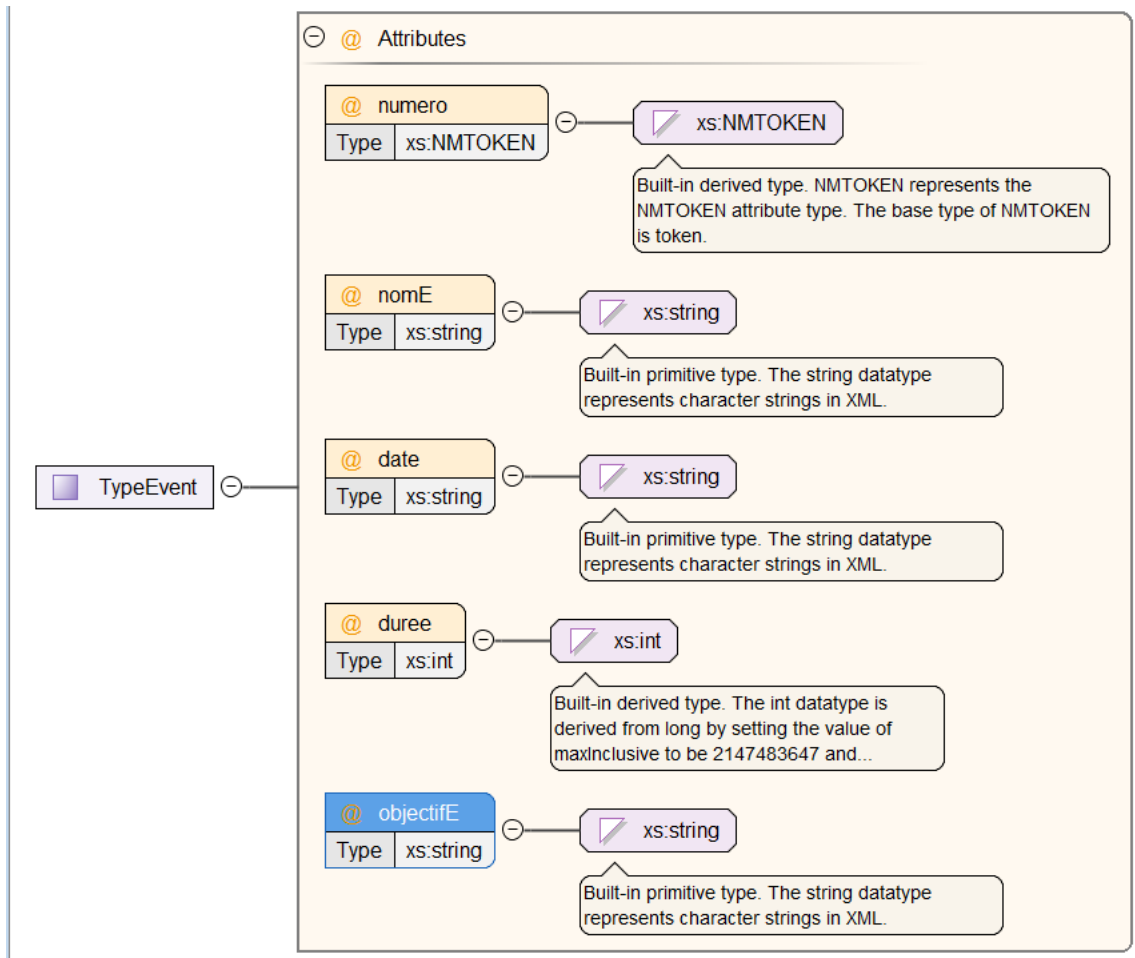 @ Attributes
@ numero
Type xs:NMTOKEN
xs:NMTOKEN
Built-in derived type. NMTOKEN represents the
NMTOKEN attribute type. The base type of NMTOKEN
is token.
@ nomE
Type xs:string
xs:string
Built-in primitive type. The string datatype
represents character strings in XML.
@ date
Type xs:string
xs:string
Built-in primitive type. The string datatype
represents character strings in XML.
TypeEvent
@ duree
Type xs:int
xs:int
Built-in derived type. The int datatype is
derived from long by setting the value of
maxInclusive to be 2147483647 and...
@ objectifE
Type xs:string
xs:string
Built-in primitive type. The string datatype
represents character strings in XML.